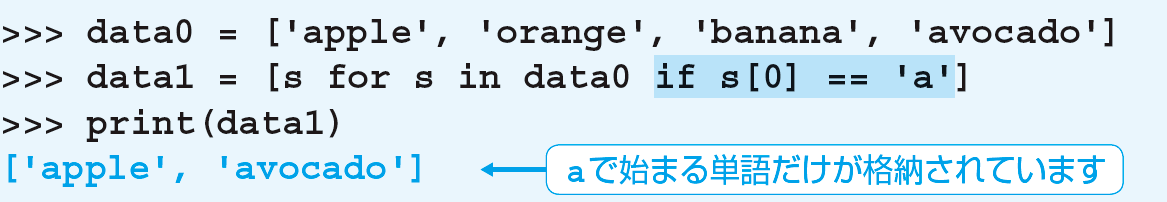 >>> data0 = ['apple', 'orange', 'banana', 'avocado']
>>> data1 = [s for s in data0 if s[0] == 'a']
>>> print(data1)
['apple', 'avocado'] aで始まる単語だけが格納されています